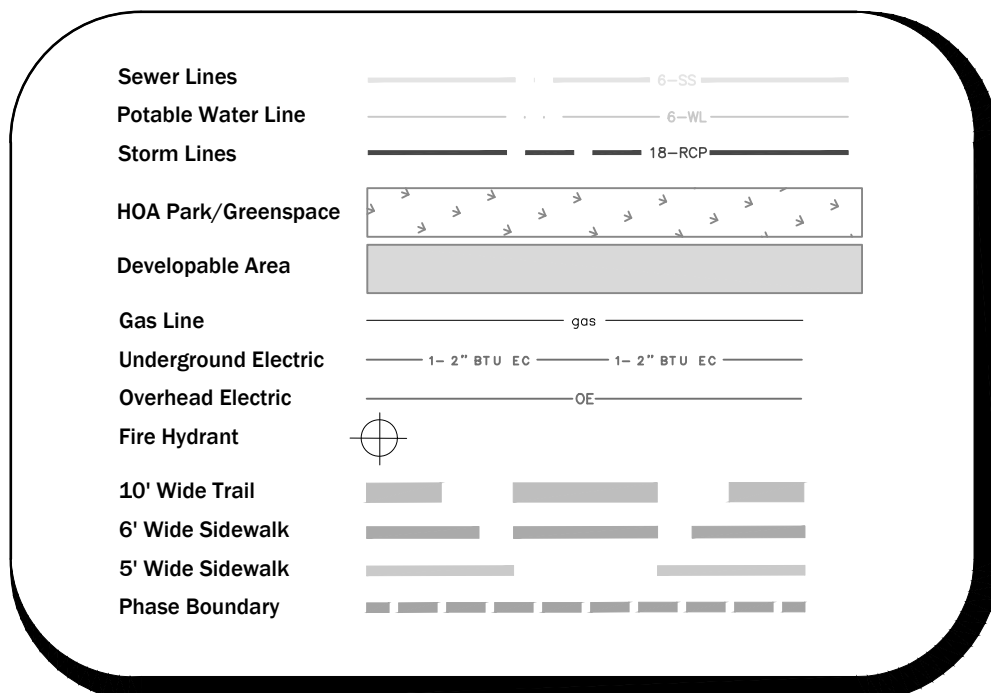 Sewer Lines 6-SS
Potable Water Line 6-WL
Storm Lines 18-RCP
HOA Park/Greenspace
Developable Area
Gas Line gas
Underground Electric 1- 2" BTU EC 1- 2" BTU EC
Overhead Electric OE
Fire Hydrant
10' Wide Trail
6' Wide Sidewalk
5' Wide Sidewalk
Phase Boundary